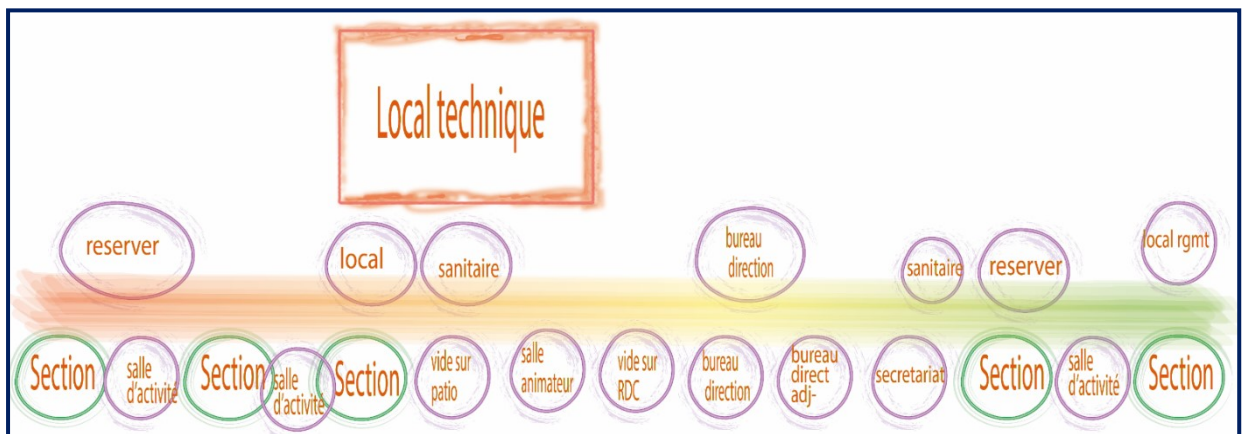 Local technique
reserver
local
sanitaire
bureau
direction
sanitaire
reserver
local rgmt
Section
salle
d'activité
Section
salle
d'activité
Section
vide sur
patio
salle
animateur
vide sur
RDC
bureau
direction
bureau
direct
adj-
secretariat
Section
salle
d'activité
Section